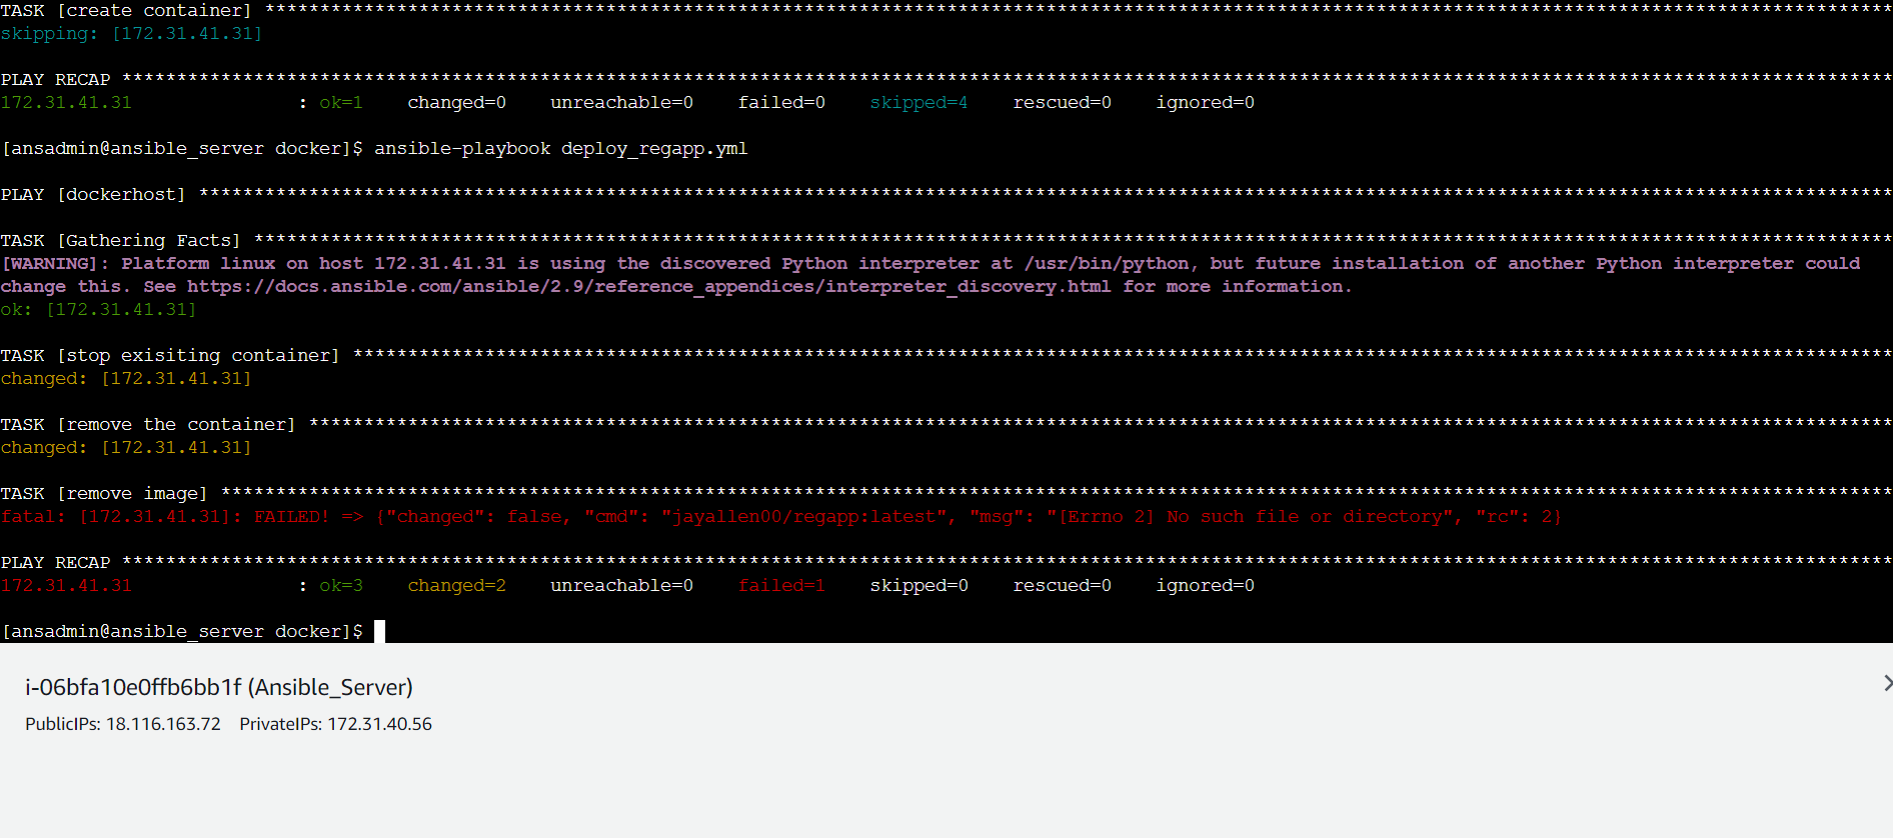 TASK [create container] ****************************************************************************************************************************************************
skipping: [172.31.41.31]
PLAY RECAP *****************************************************************************************************************************************************************
172.31.41.31               : ok=1    changed=0    unreachable=0    failed=0    skipped=4    rescued=0    ignored=0
[ansadmin@ansible_server docker]$ ansible-playbook deploy_regapp.yml
PLAY [dockerhost] **********************************************************************************************************************************************************
TASK [Gathering Facts] *****************************************************************************************************************************************************
[WARNING]: Platform linux on host 172.31.41.31 is using the discovered Python interpreter at /usr/bin/python, but future installation of another Python interpreter could
change this. See https://docs.ansible.com/ansible/2.9/reference_appendices/interpreter_discovery.html for more information.
ok: [172.31.41.31]
TASK [stop exisiting container] ********************************************************************************************************************************************
changed: [172.31.41.31]
TASK [remove the container] ************************************************************************************************************************************************
changed: [172.31.41.31]
TASK [remove image] ********************************************************************************************************************************************************
fatal: [172.31.41.31]: FAILED! => {"changed": false, "cmd": "jayallen00/regapp:latest", "msg": "[Errno 2] No such file or directory", "rc": 2}
PLAY RECAP *****************************************************************************************************************************************************************
172.31.41.31               : ok=3    changed=2    unreachable=0    failed=1    skipped=0    rescued=0    ignored=0
[ansadmin@ansible_server docker]$
i-06bfa10e0ffb6bb1f (Ansible_Server)
PublicIPs: 18.116.163.72    PrivateIPs: 172.31.40.56